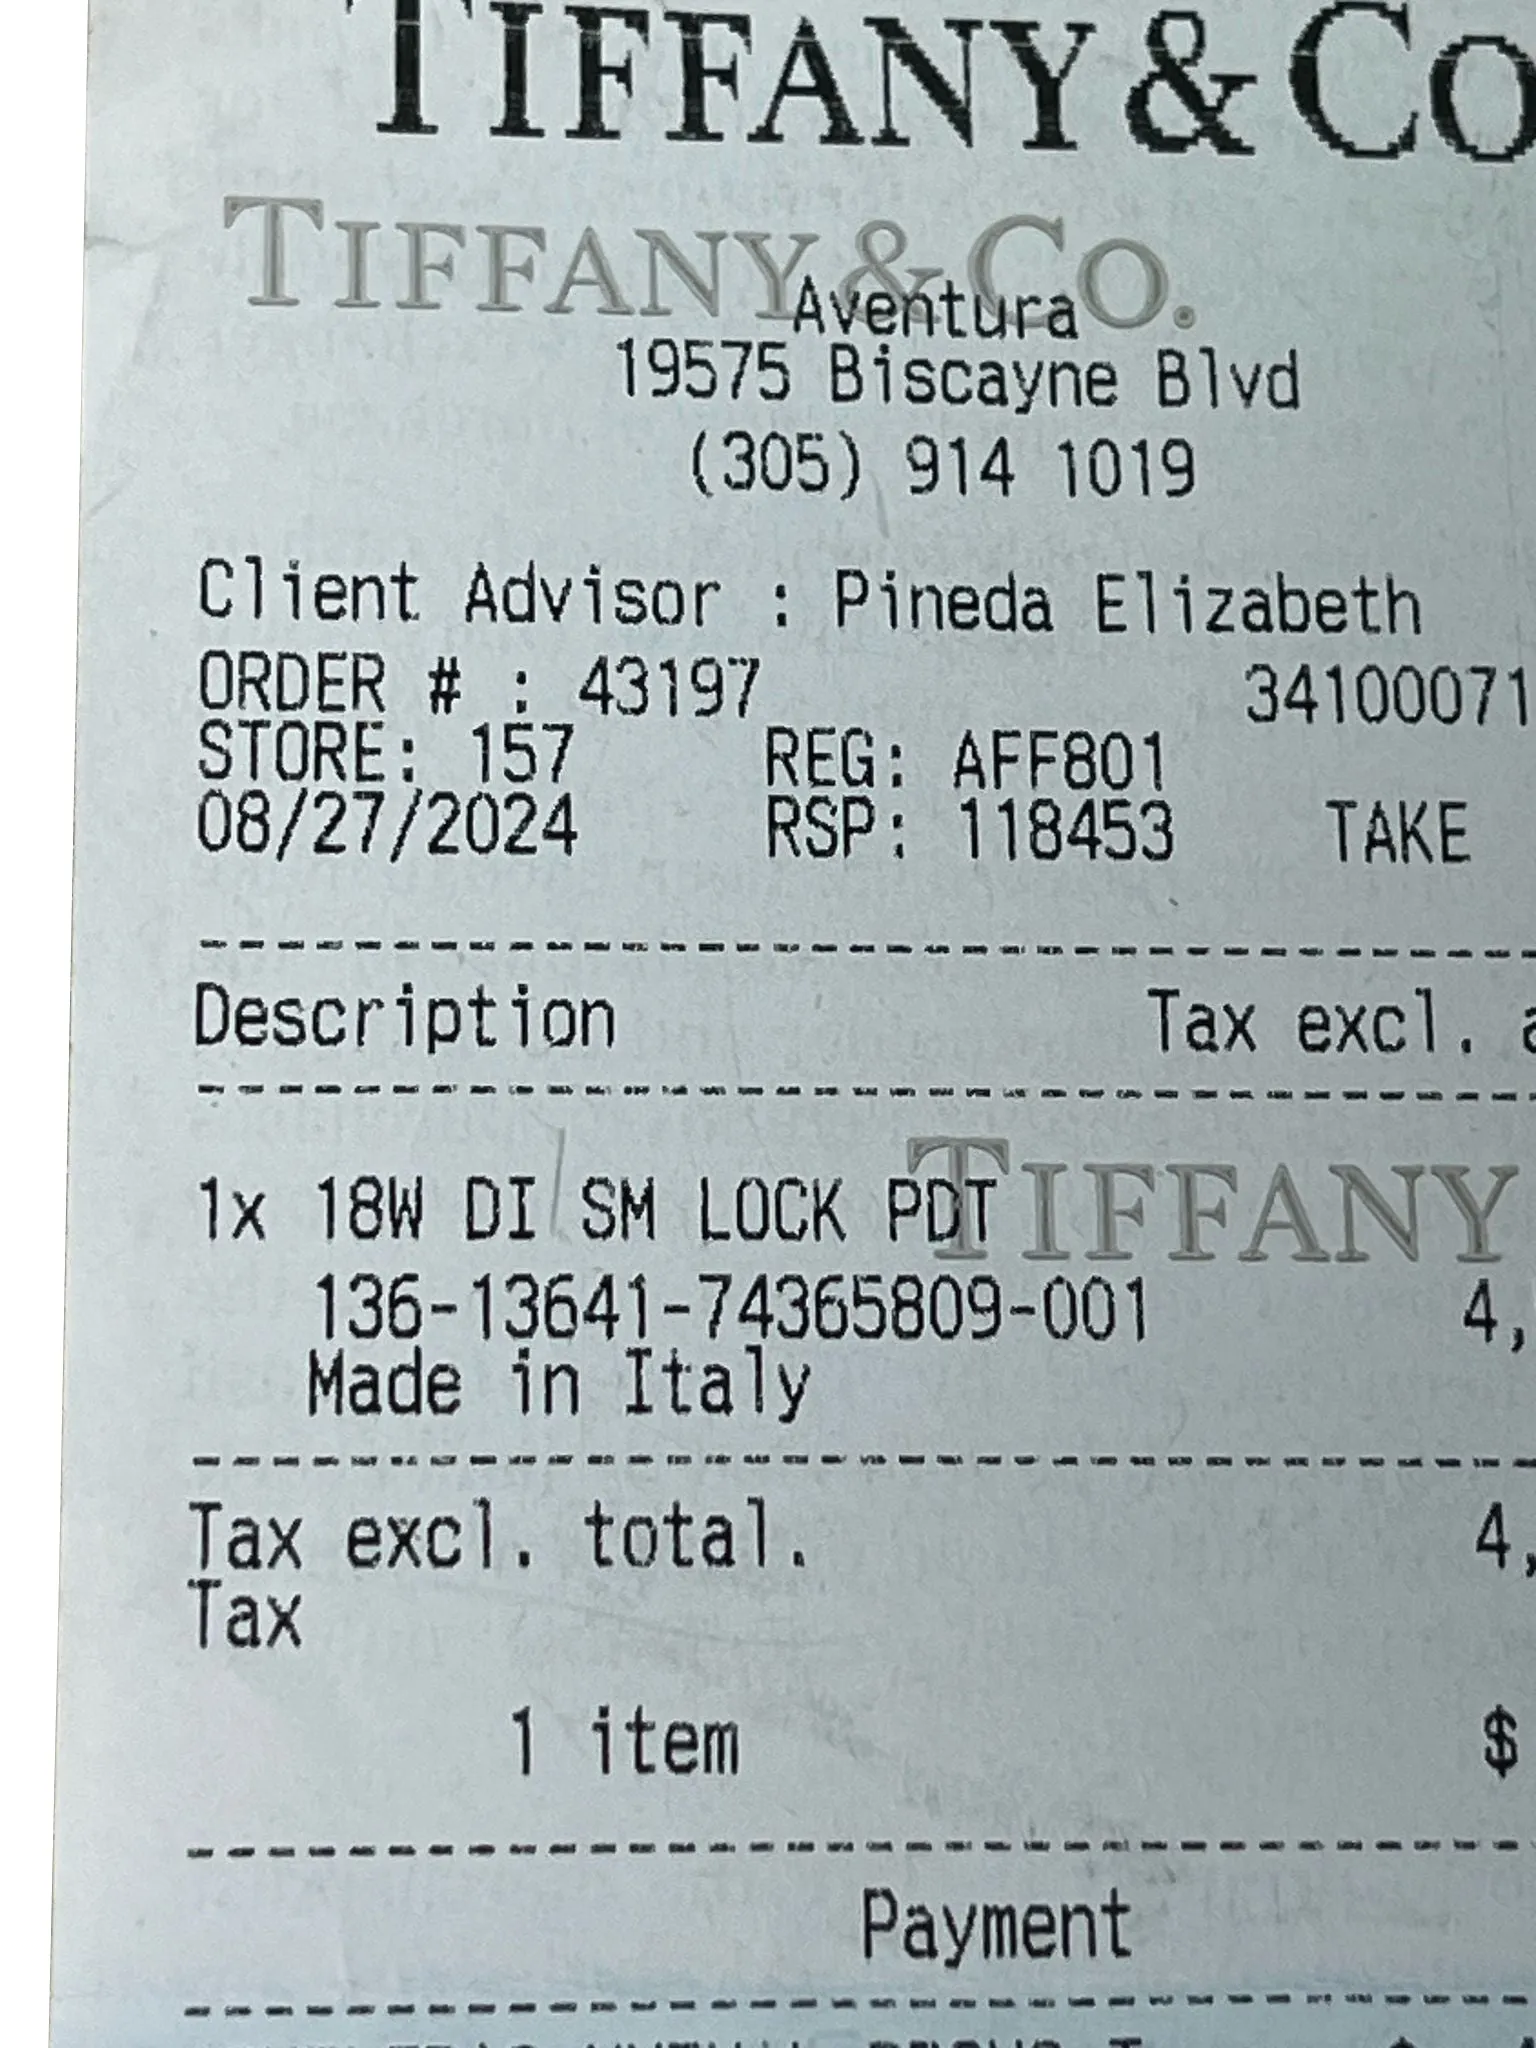 TIFFANY & CO
TIFFANY & CO.
Aventura
19575 Biscayne Blvd
(305) 914 1019
Client Advisor : Pineda Elizabeth
ORDER # : 43197 34100071
STORE: 157 REG: AFF801
08/27/2024 RSP: 118453 TAKE
Description Tax excl. a
TIFFANY
1x 18W DI SM LOCK PDT
136-13641-74365809-001 4,
Made in Italy
Tax excl. total. 4,
Tax
1 item $
Payment